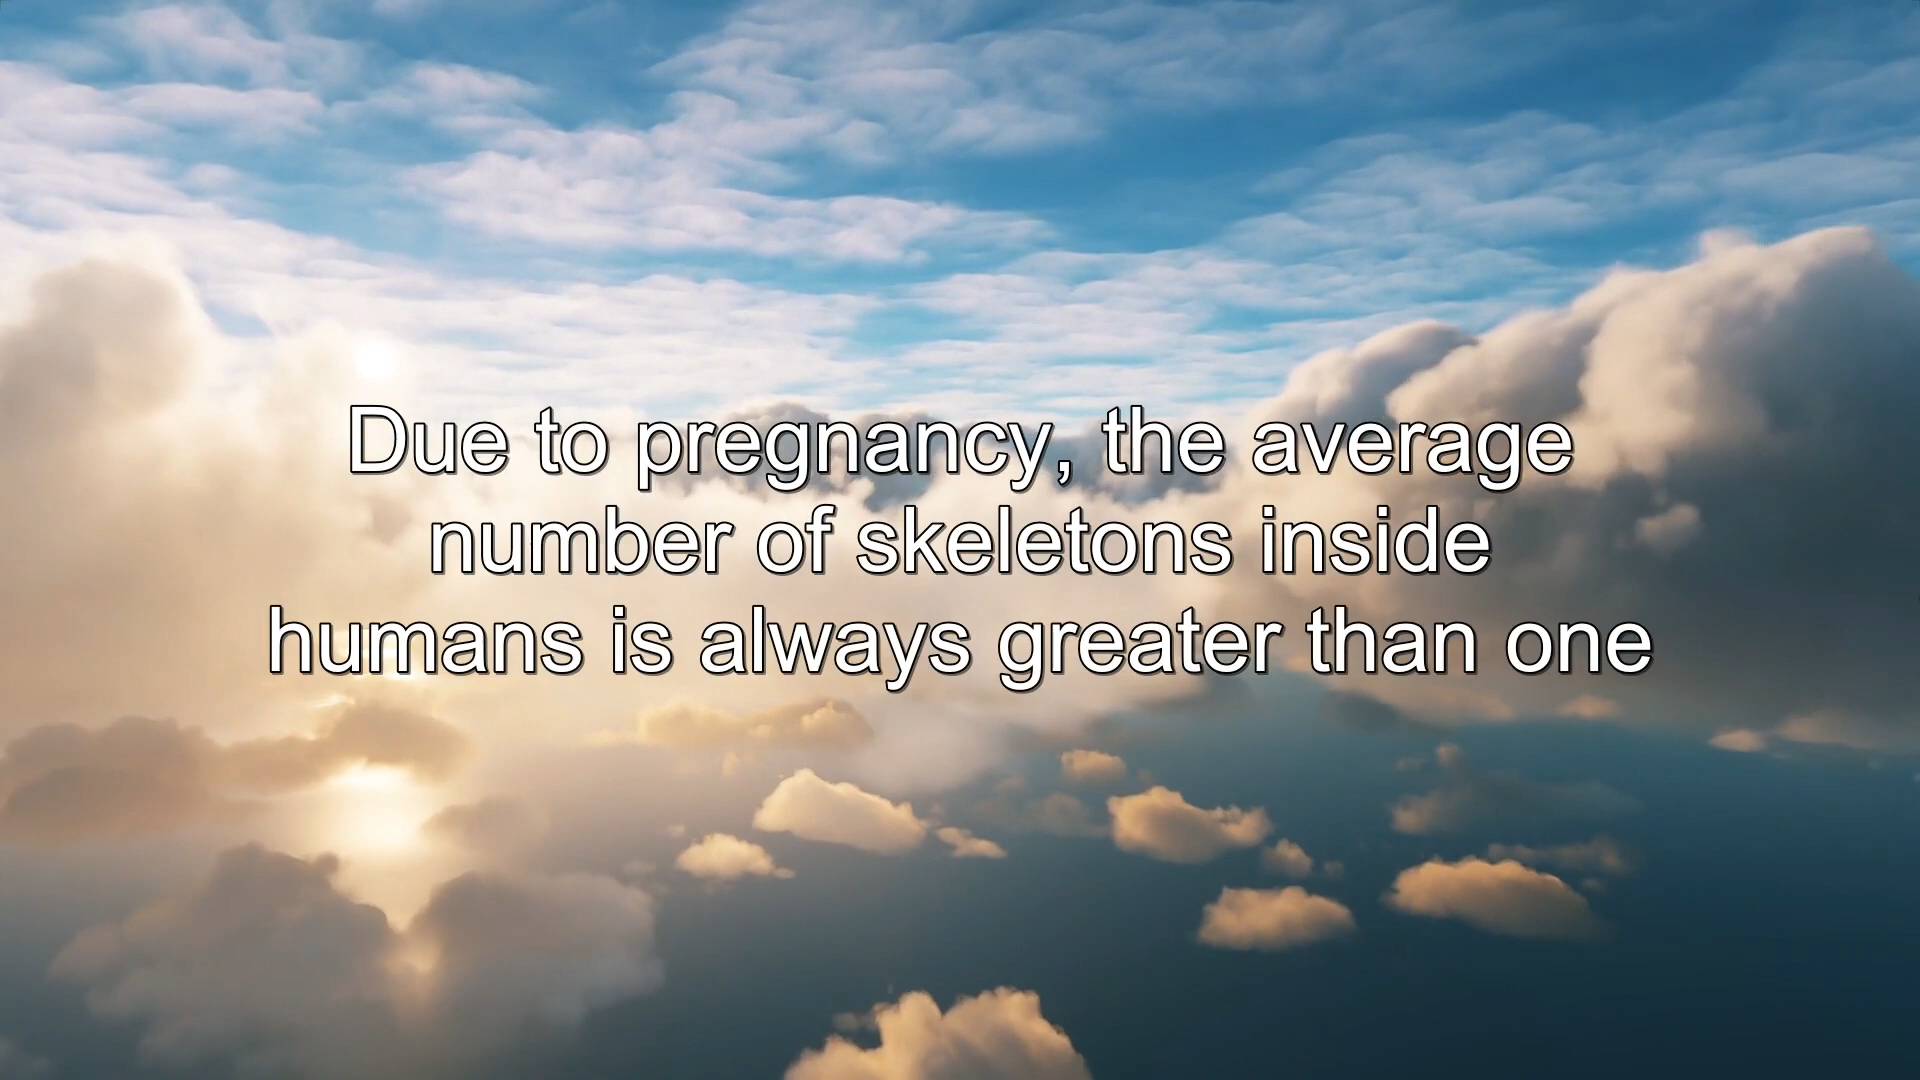 Due to pregnancy, the average
number of skeletons inside
humans is always greater than one